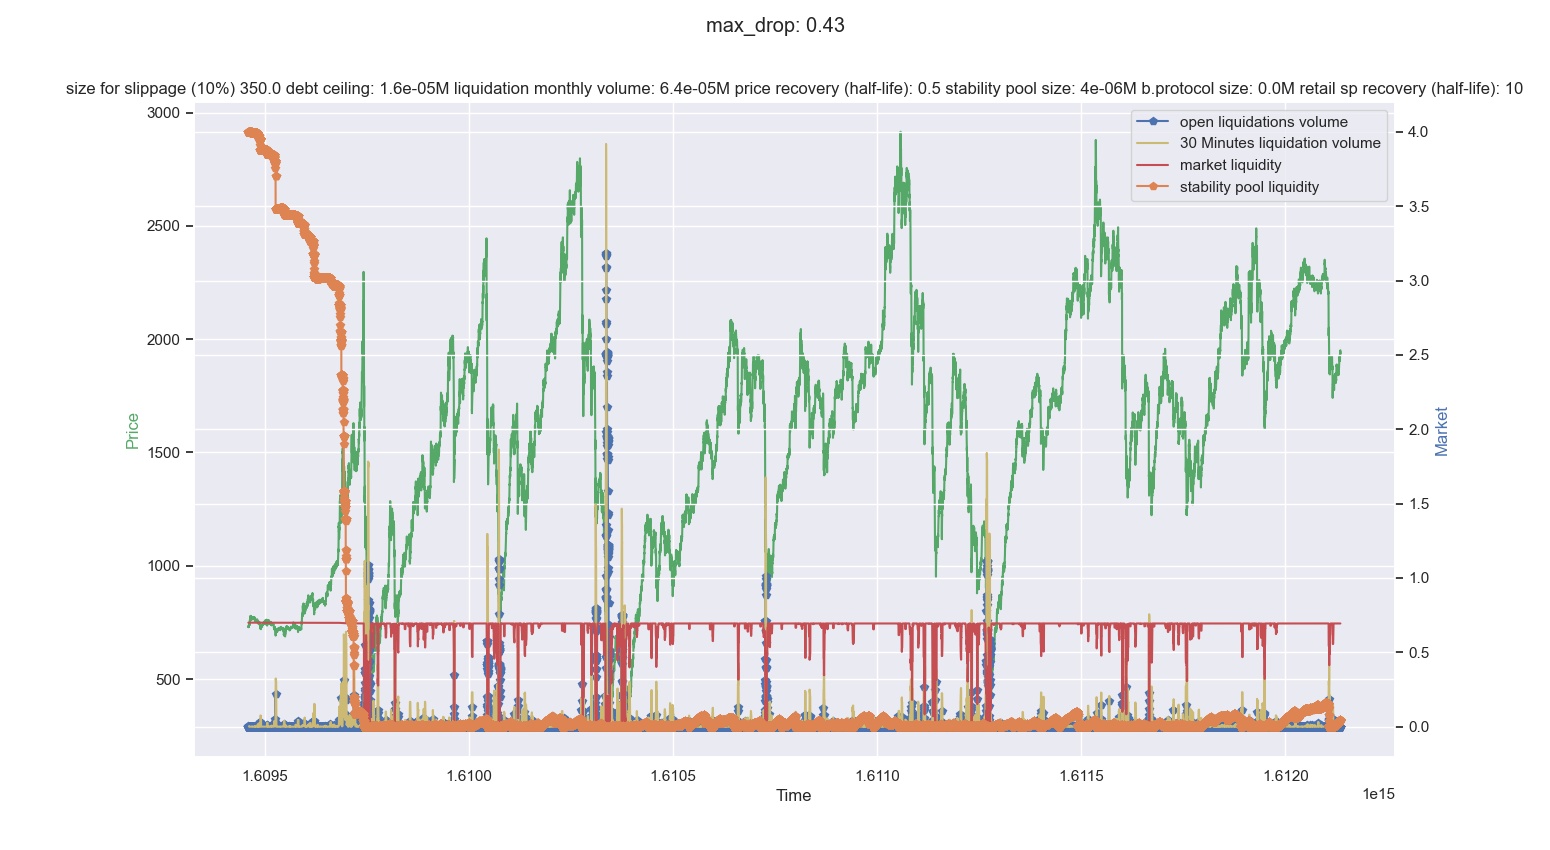 max_drop: 0.43
size for slippage (10%) 350.0 debt ceiling: 1.6e-05M liquidation monthly volume: 6.4e-05M price recovery (half-life): 0.5 stability pool size: 4e-06M b.protocol size: 0.0M retail sp recovery (half-life): 10
open liquidations volume
30 Minutes liquidation volume
market liquidity
stability pool liquidity
3000
2500
2000
1500
1000
500
Price
4.0
3.5
3.0
2.5
2.0
1.5
1.0
0.5
0.0
Market
1.6095 1.6100 1.6105 1.6110 1.6115 1.6120
1e15
Time